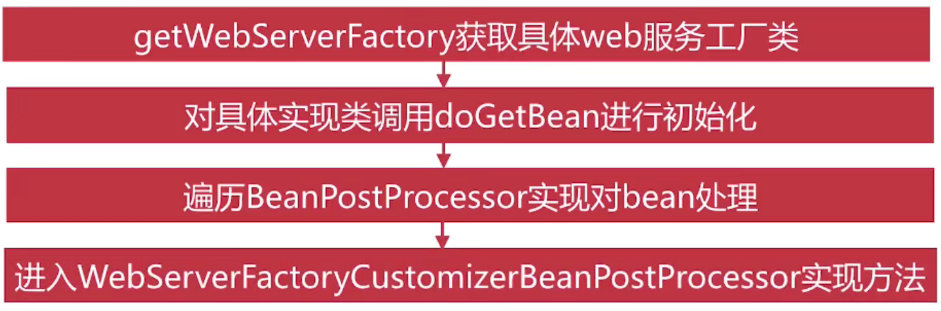 getWebServerFactory获取具体web服务工厂类
对具体实现类调用doGetBean进行初始化
遍历BeanPostProcessor实现对bean处理
进入WebServerFactoryCustomizerBeanPostProcessor实现方法